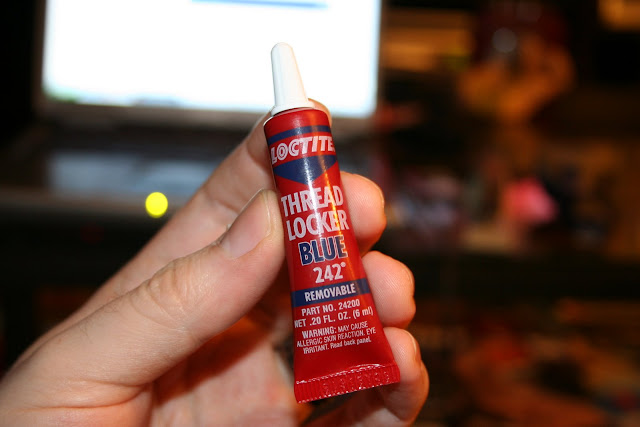 LOCTITE
THREAD
LOCKER
BLUE
242®
REMOVABLE
PART NO. 24200
NET .20 FL. OZ. (6 ml)
WARNING: MAY CAUSE
ALLERGIC SKIN REACTION. EYE
IRRITANT. Read back panel.